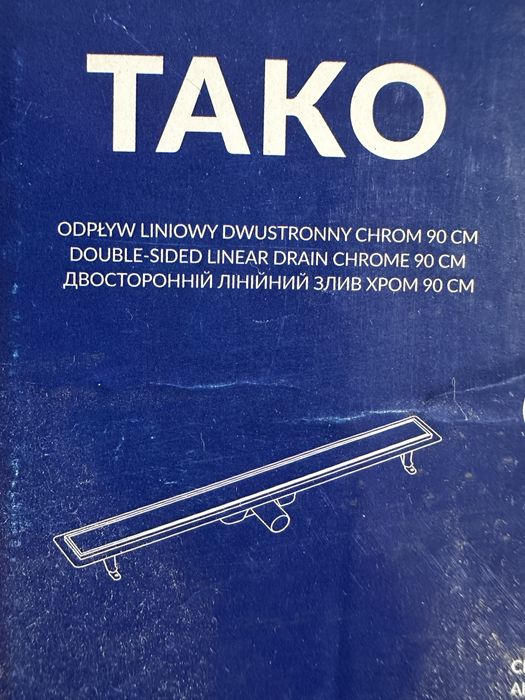 TAKO
ODPŁYW LINIOWY DWUSTRONNY CHROM 90 CM
DOUBLE-SIDED LINEAR DRAIN CHROME 90 CM
ДВОСТОРОННІЙ ЛІНІЙНИЙ ЗЛИВ ХРОМ 90 СМ